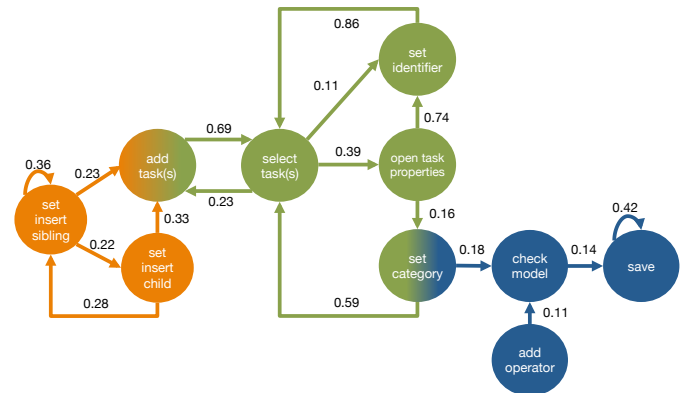 0.86
set
identifier
0.11
0.69
0.74
0.36
add
task(s)
select
task(s)
0.39
open task
properties
0.23
0.23
set
insert
sibling
0.33
0.22
set
insert
child
0.16
0.42
set
category
0.18
check
model
0.14
save
0.28
0.59
0.11
add
operator